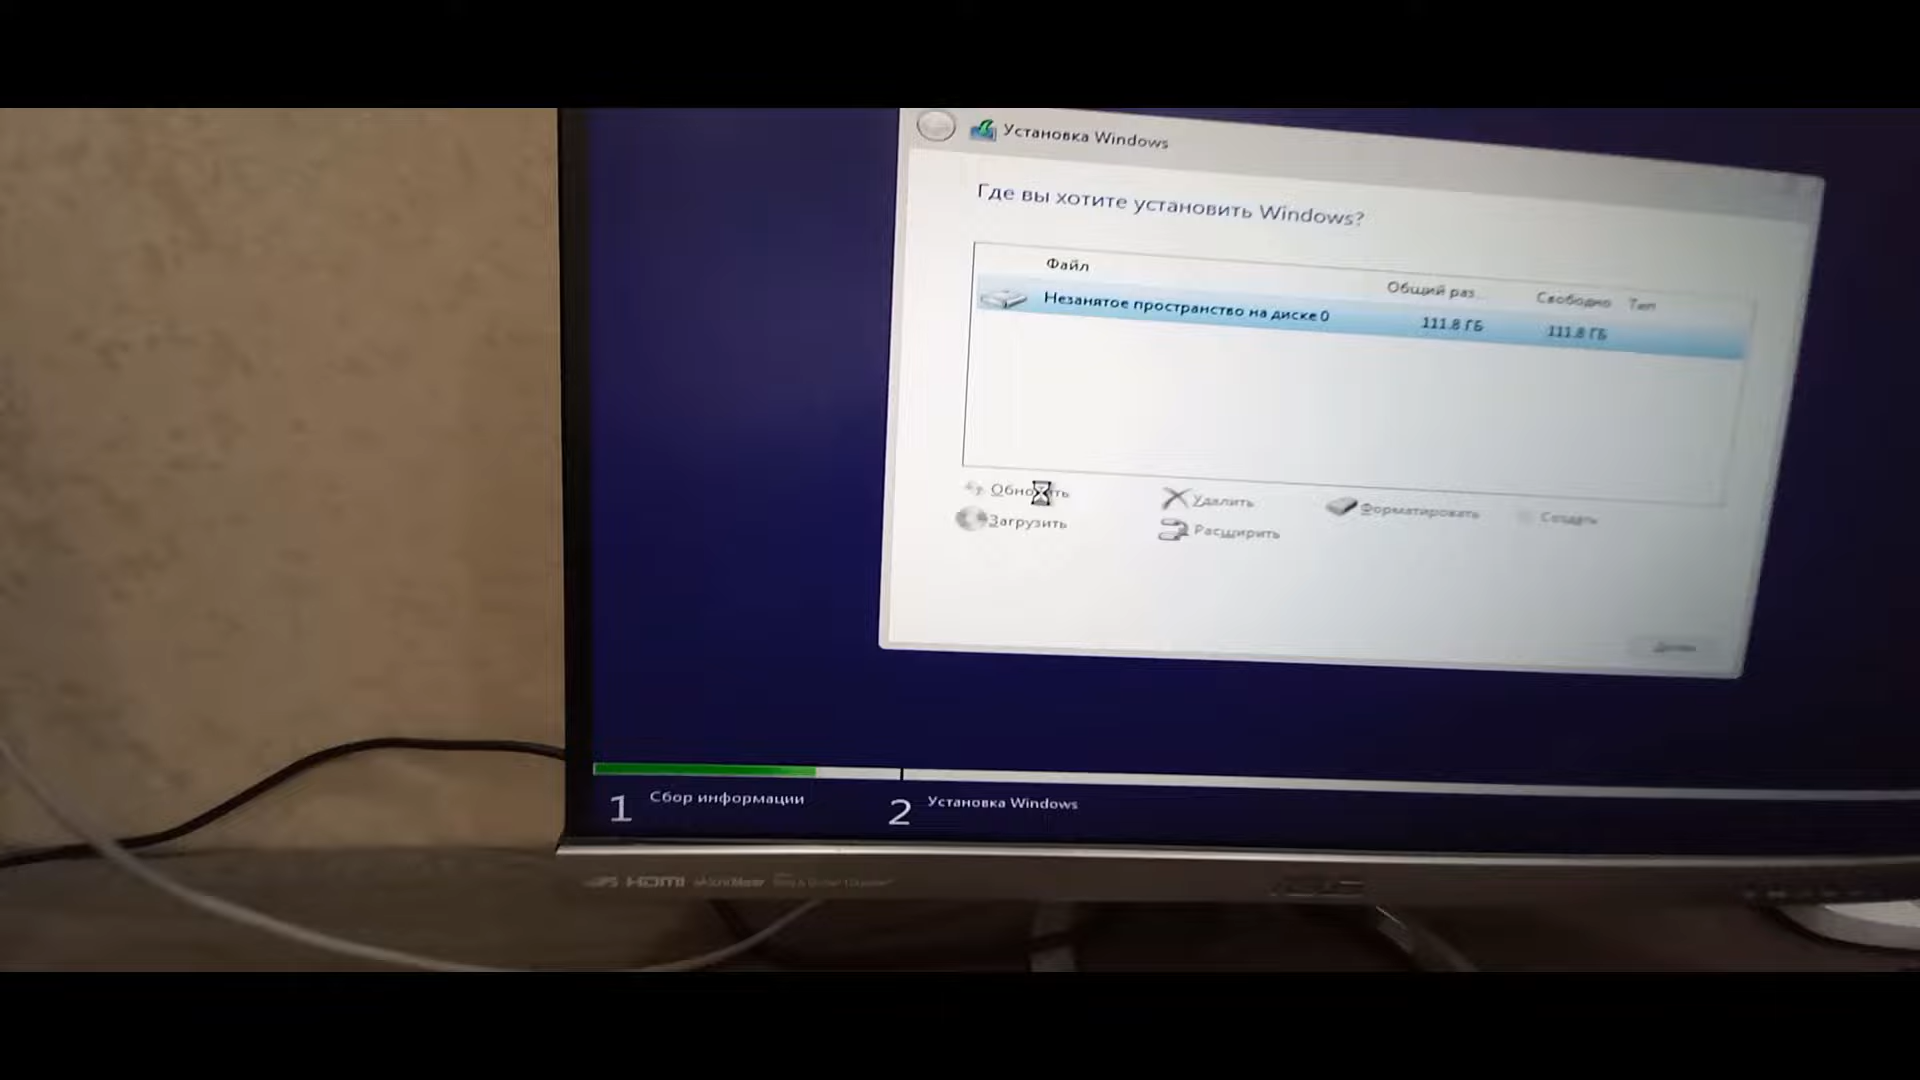 Установка Windows
Где вы хотите установить Windows?
Файл Общий раз... Свободно Тип
Незанятое пространство на диске 0 111.8 ГБ 111.8 ГБ
Удалить Форматировать Создать
Загрузить Расширить
1 Сбор информации 2 Установка Windows
HDMI